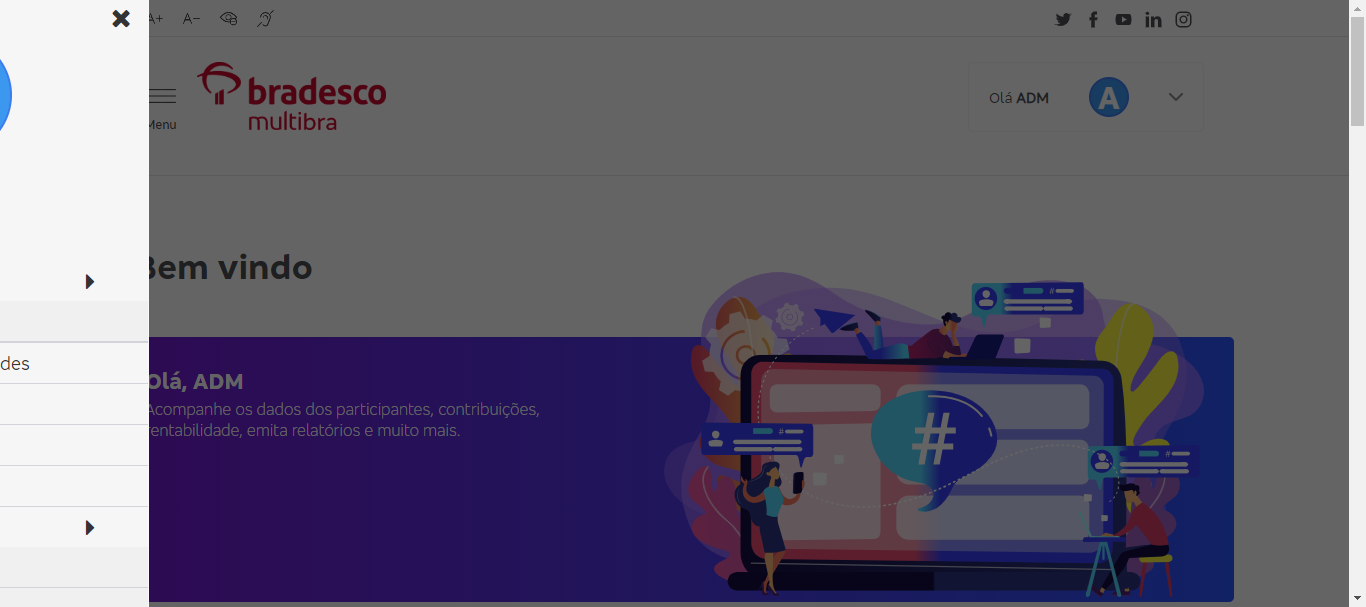 A+ A-
bradesco
multibra
Olá ADM
A
Menu
Bem vindo
des
Olá, ADM
Acompanhe os dados dos participantes, contribuições,
rentabilidade, emita relatórios e muito mais.
#